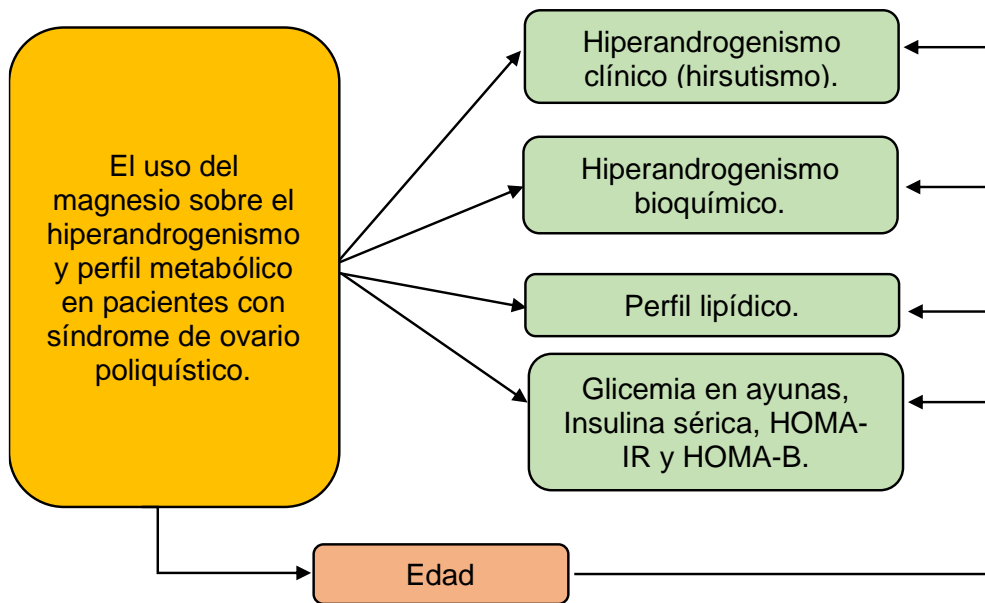 El uso del
magnesio sobre el
hiperandrogenismo
y perfil metabólico
en pacientes con
síndrome de ovario
poliquístico.
Hiperandrogenismo
clínico (hirsutismo).
Hiperandrogenismo
bioquímico.
Perfil lipídico.
Glicemia en ayunas,
Insulina sérica, HOMA-
IR y HOMA-B.
Edad